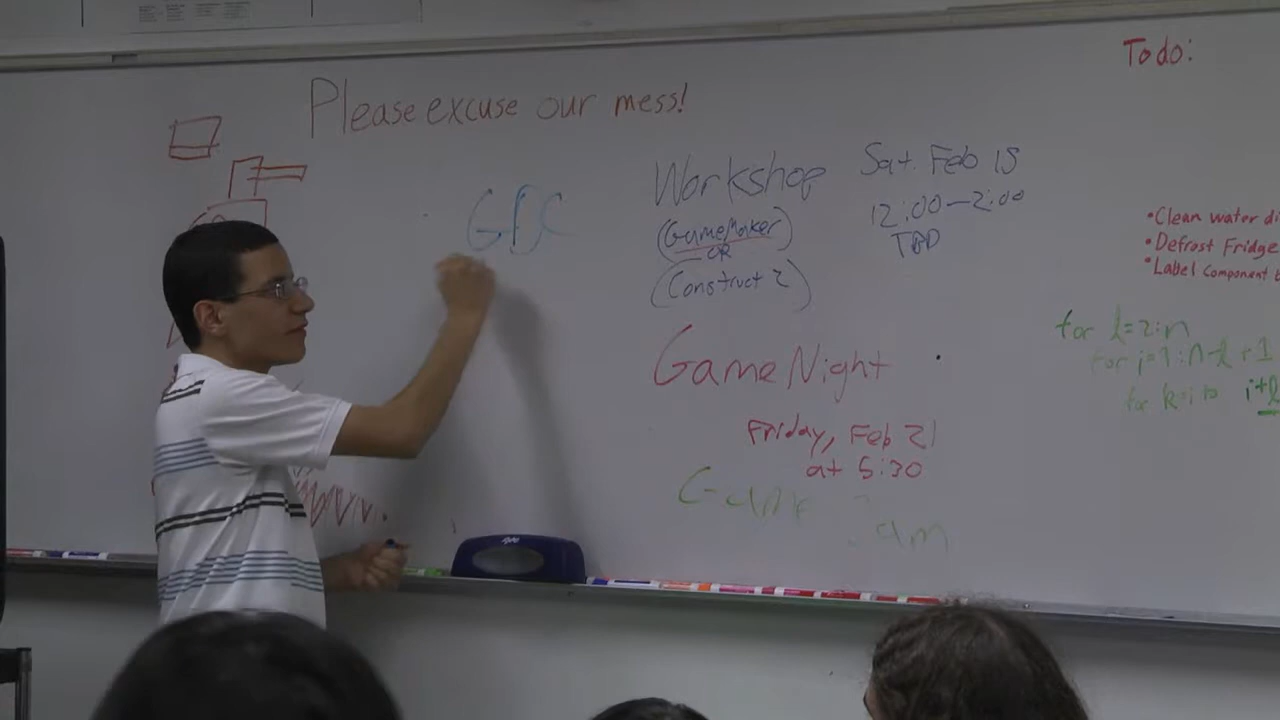 Please excuse our mess!
GDC
Workshop
(GameMaker)
OR
(Construct 2)
Sat. Feb 15
12:00-2:00
TBD
Game Night
Friday, Feb 21
at 5:30
Game
am
Todo:
•Clean water di
•Defrost Fridge
•Label Component
for l=2:n
for i=1:n-l+1
for k=i to i+l